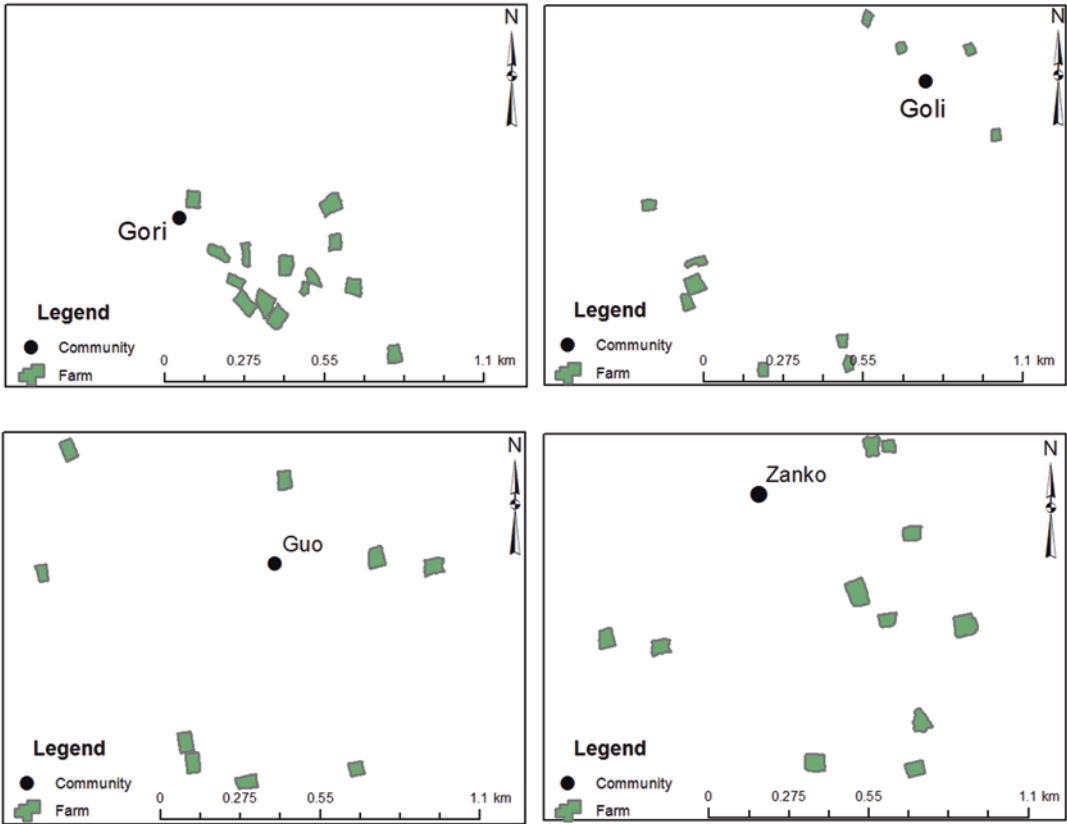 N
Gori
Legend
Community
Farm
0 0.275 0.55 1.1 km
N
Goli
Legend
Community
Farm
0 0.275 0.55 1.1 km
N
Guo
Legend
Community
Farm
0 0.275 0.55 1.1 km
N
Zanko
Legend
Community
Farm
0 0.275 0.55 1.1 km